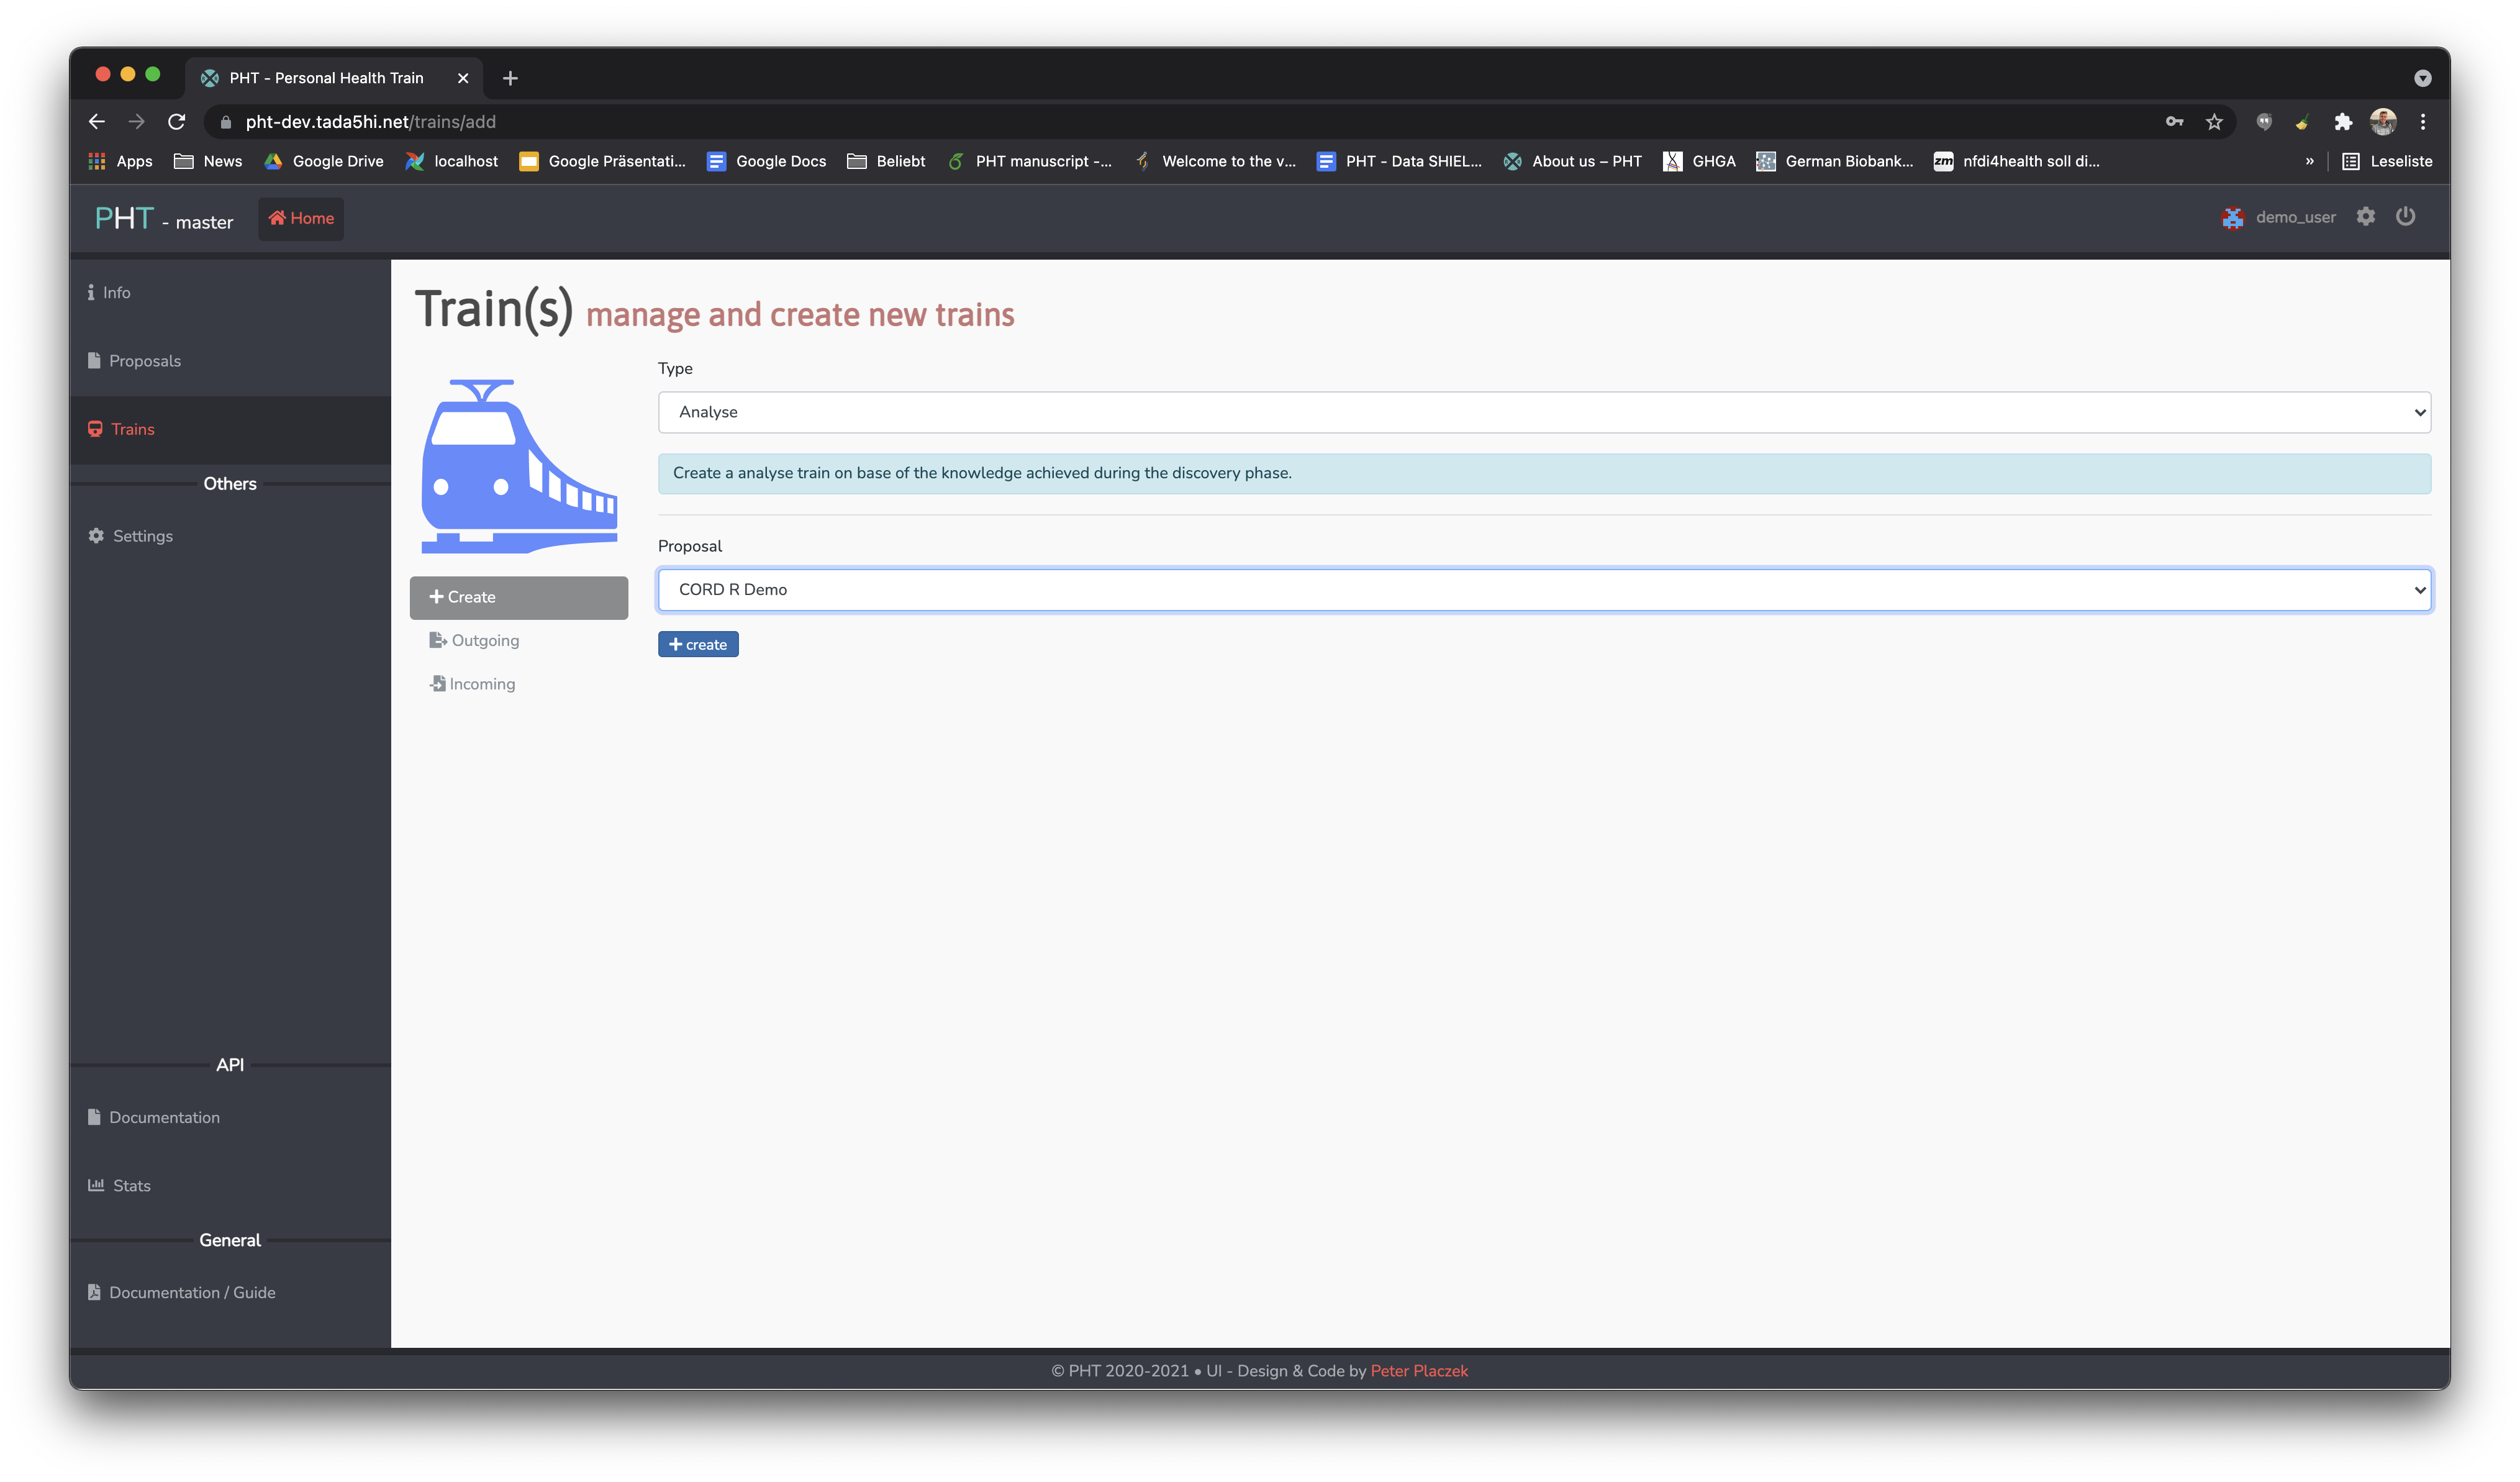 PHT - Personal Health Train
pht-dev.tada5hi.net/trains/add
Apps News Google Drive localhost Google Präsentati... Google Docs Beliebt PHT manuscript -... Welcome to the v... PHT - Data SHIEL... About us – PHT GHGA German Biobank... zm nfdi4health soll di... » Leseliste
PHT - master Home demo_user
Info
Proposals
Trains
Others
Settings
API
Documentation
Stats
General
Documentation / Guide
Train(s) manage and create new trains
Create
Outgoing
Incoming
Type
Analyse
Create a analyse train on base of the knowledge achieved during the discovery phase.
Proposal
CORD R Demo
create
© PHT 2020-2021 • UI - Design & Code by Peter Placzek